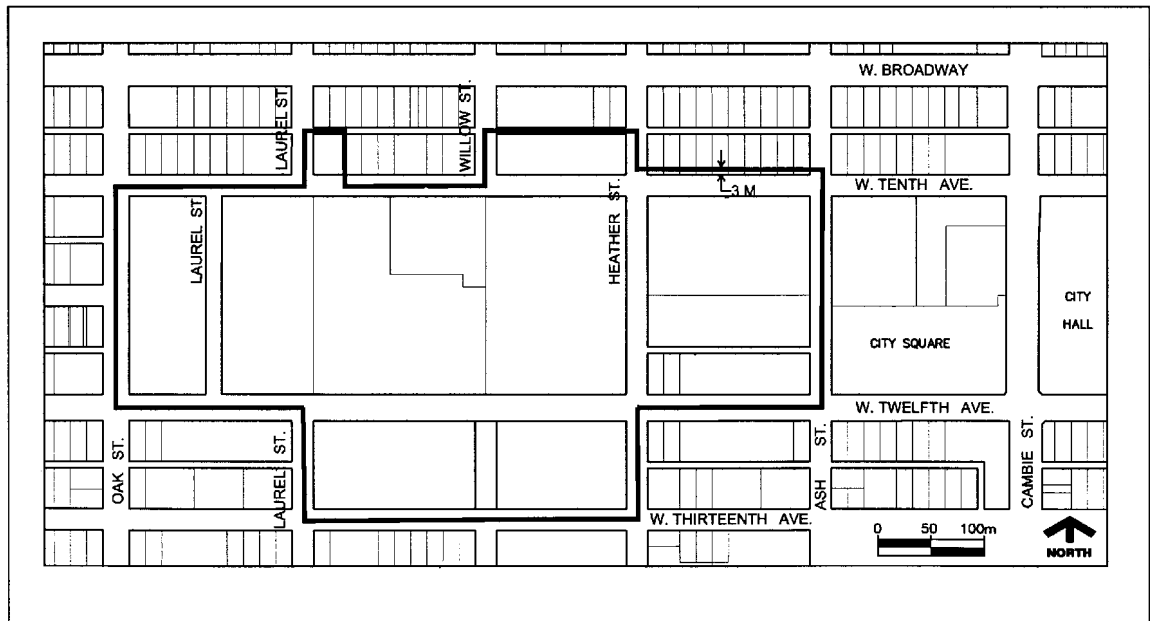 W. BROADWAY
LAUREL ST.
WILLOW ST.
3 M
W. TENTH AVE.
LAUREL ST.
HEATHER ST.
CITY SQUARE
CITY
HALL
W. TWELFTH AVE.
OAK ST.
LAUREL ST.
ASH ST.
CAMBIE ST.
W. THIRTEENTH AVE.
0 50 100m
NORTH